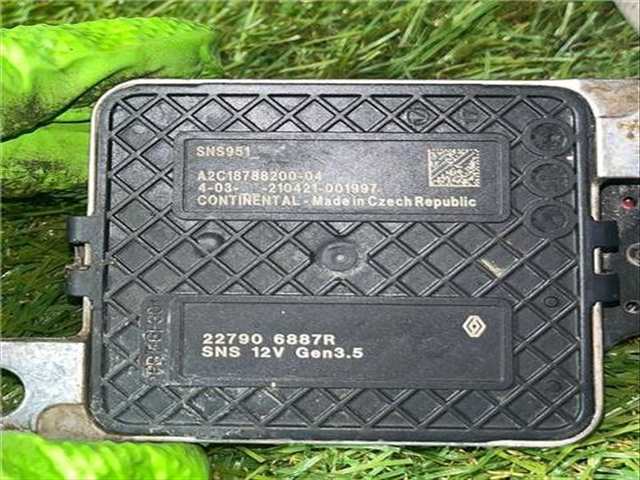 SNS951
A2C18788200-04
4-03- -210421-001997
CONTINENTAL - Made in Czech Republic
22790 6887R
SNS 12V Gen3.5